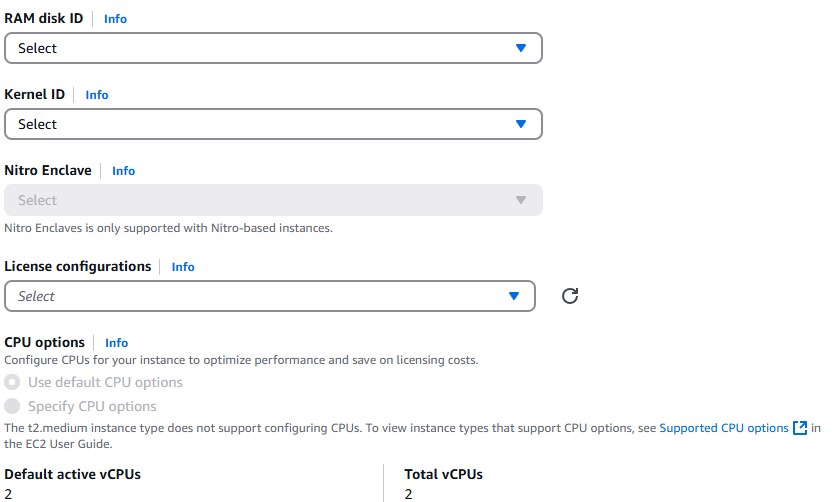 RAM disk ID Info
Select
Kernel ID Info
Select
Nitro Enclave Info
Select
Nitro Enclaves is only supported with Nitro-based instances.
License configurations Info
Select
CPU options Info
Configure CPUs for your instance to optimize performance and save on licensing costs.
Use default CPU options
Specify CPU options
The t2.medium instance type does not support configuring CPUs. To view instance types that support CPU options, see Supported CPU options in
the EC2 User Guide.
Default active vCPUs Total vCPUs
2 2